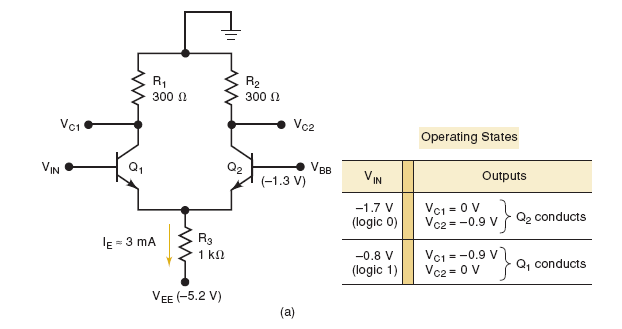 R1
300 Ω
R2
300 Ω
VC1
VC2
VIN
Q1
Q2
VBB
(–1.3 V)
IE ≈ 3 mA
R3
1 kΩ
VEE (–5.2 V)
(a)
Operating States
VIN
Outputs
–1.7 V
(logic 0)
VC1 = 0 V
VC2 = –0.9 V
Q2 conducts
–0.8 V
(logic 1)
VC1 = –0.9 V
VC2 = 0 V
Q1 conducts